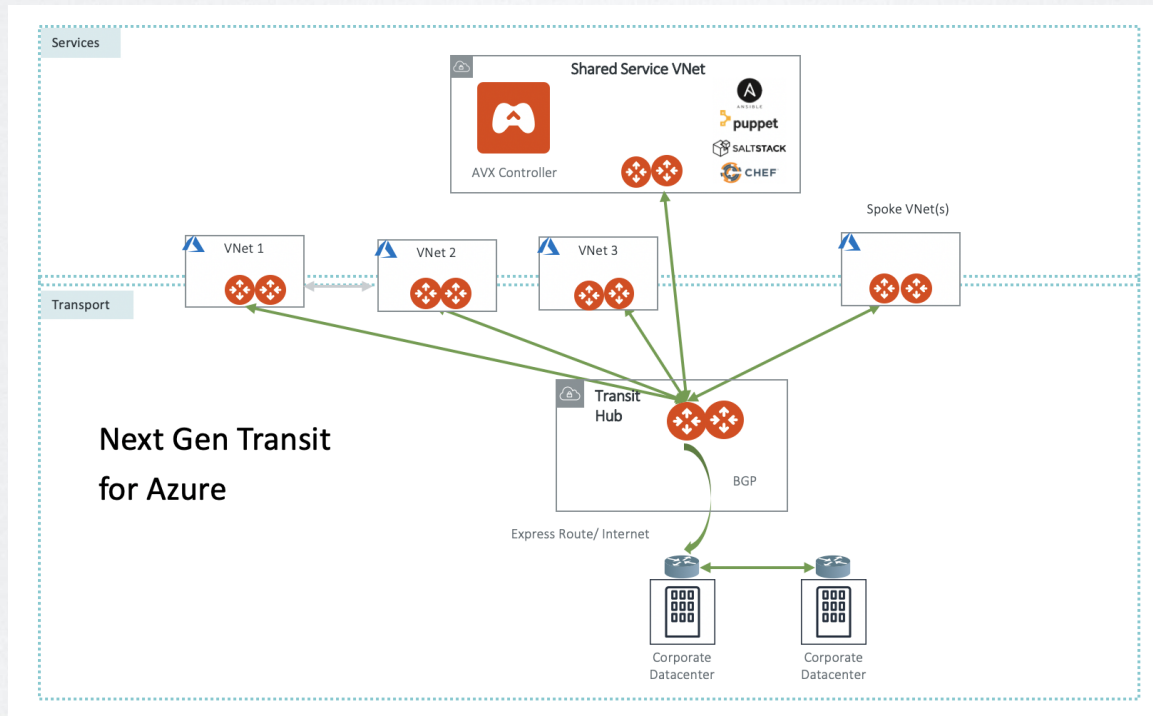 Services
Shared Service VNet
A
ANSIBLE
puppet
SALTSTACK
CHEF
AVX Controller
Spoke VNet(s)
VNet 1
VNet 2
VNet 3
Transport
Transit
Hub
Next Gen Transit
for Azure
BGP
Express Route/ Internet
Corporate
Datacenter
Corporate
Datacenter